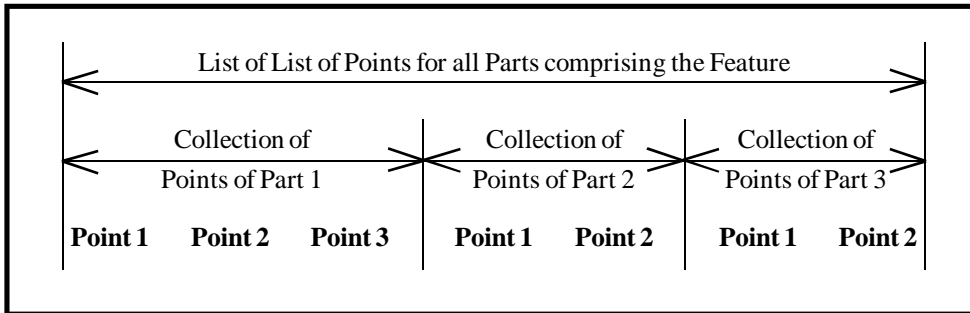 List of List of Points for all Parts comprising the Feature
Collection of Collection of Collection of
Points of Part 1 Points of Part 2 Points of Part 3
Point 1 Point 2 Point 3 Point 1 Point 2 Point 1 Point 2